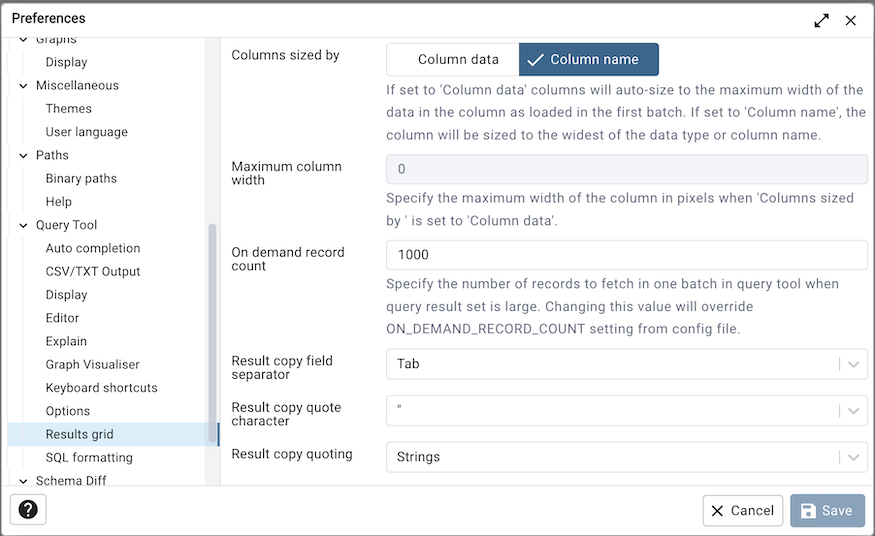 Preferences
Graphs
Display
Miscellaneous
Themes
User language
Paths
Binary paths
Help
Query Tool
Auto completion
CSV/TXT Output
Display
Editor
Explain
Graph Visualiser
Keyboard shortcuts
Options
Results grid
SQL formatting
Schema Diff
Columns sized by
Column data
Column name
If set to 'Column data' columns will auto-size to the maximum width of the
data in the column as loaded in the first batch. If set to 'Column name', the
column will be sized to the widest of the data type or column name.
Maximum column
width
0
Specify the maximum width of the column in pixels when 'Columns sized
by ' is set to 'Column data'.
On demand record
count
1000
Specify the number of records to fetch in one batch in query tool when
query result set is large. Changing this value will override
ON_DEMAND_RECORD_COUNT setting from config file.
Result copy field
separator
Tab
Result copy quote
character
"
Result copy quoting
Strings
?
Cancel
Save